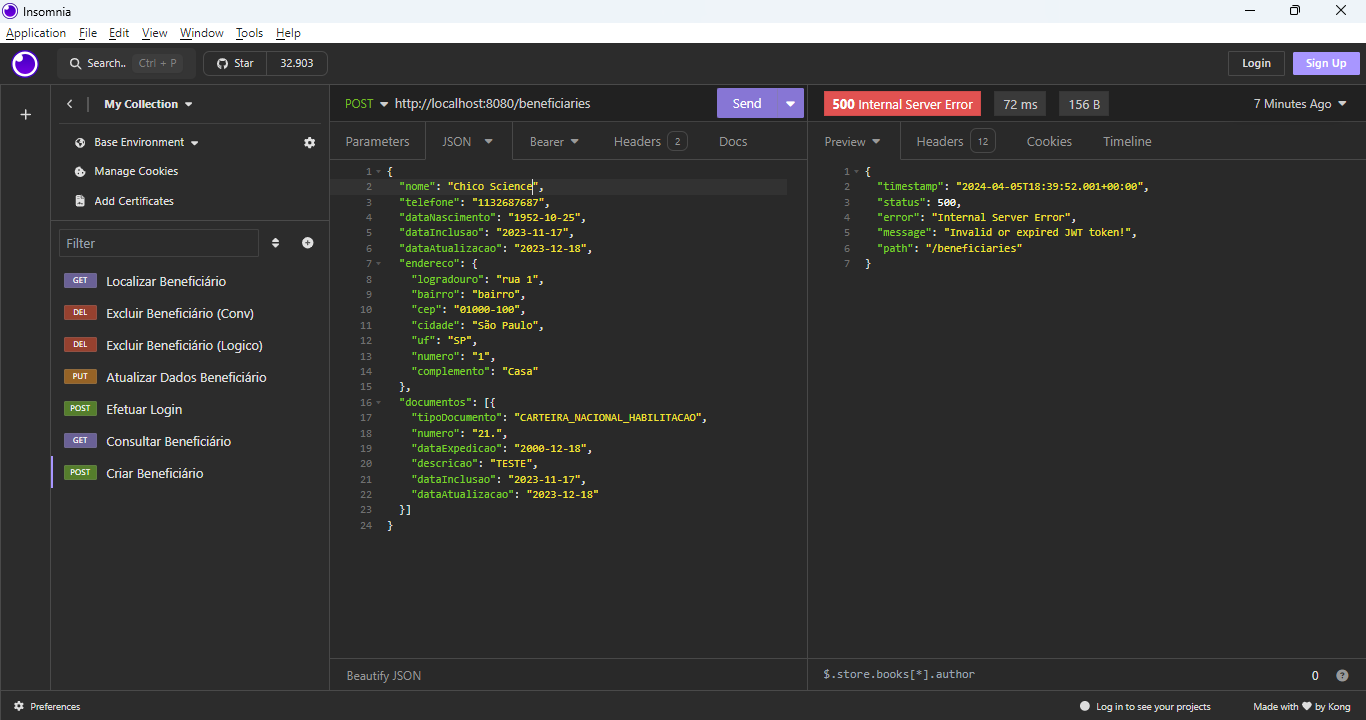 Insomnia
Application File Edit View Window Tools Help
Search.. Ctrl + P Star 32.903 Login Sign Up
My Collection
Base Environment
Manage Cookies
Add Certificates
Filter
GET Localizar Beneficiário
DEL Excluir Beneficiário (Conv)
DEL Excluir Beneficiário (Logico)
PUT Atualizar Dados Beneficiário
POST Efetuar Login
GET Consultar Beneficiário
POST Criar Beneficiário
POST http://localhost:8080/beneficiaries Send
Parameters JSON Bearer Headers 2 Docs
1 {
2 "nome": "Chico Science",
3 "telefone": "1132687687",
4 "dataNascimento": "1952-10-25",
5 "dataInclusao": "2023-11-17",
6 "dataAtualizacao": "2023-12-18",
7 "endereco": {
8 "logradouro": "rua 1",
9 "bairro": "bairro",
10 "cep": "01000-100",
11 "cidade": "São Paulo",
12 "uf": "SP",
13 "numero": "1",
14 "complemento": "Casa"
15 },
16 "documentos": [{
17 "tipoDocumento": "CARTEIRA_NACIONAL_HABILITACAO",
18 "numero": "21.",
19 "dataExpedicao": "2000-12-18",
20 "descricao": "TESTE",
21 "dataInclusao": "2023-11-17",
22 "dataAtualizacao": "2023-12-18"
23 }]
24 }
Beautify JSON
500 Internal Server Error 72 ms 156 B 7 Minutes Ago
Preview Headers 12 Cookies Timeline
1 {
2 "timestamp": "2024-04-05T18:39:52.001+00:00",
3 "status": 500,
4 "error": "Internal Server Error",
5 "message": "Invalid or expired JWT token!",
6 "path": "/beneficiaries"
7 }
$.store.books[*].author 0 ?
Preferences Log in to see your projects Made with ♥ by Kong